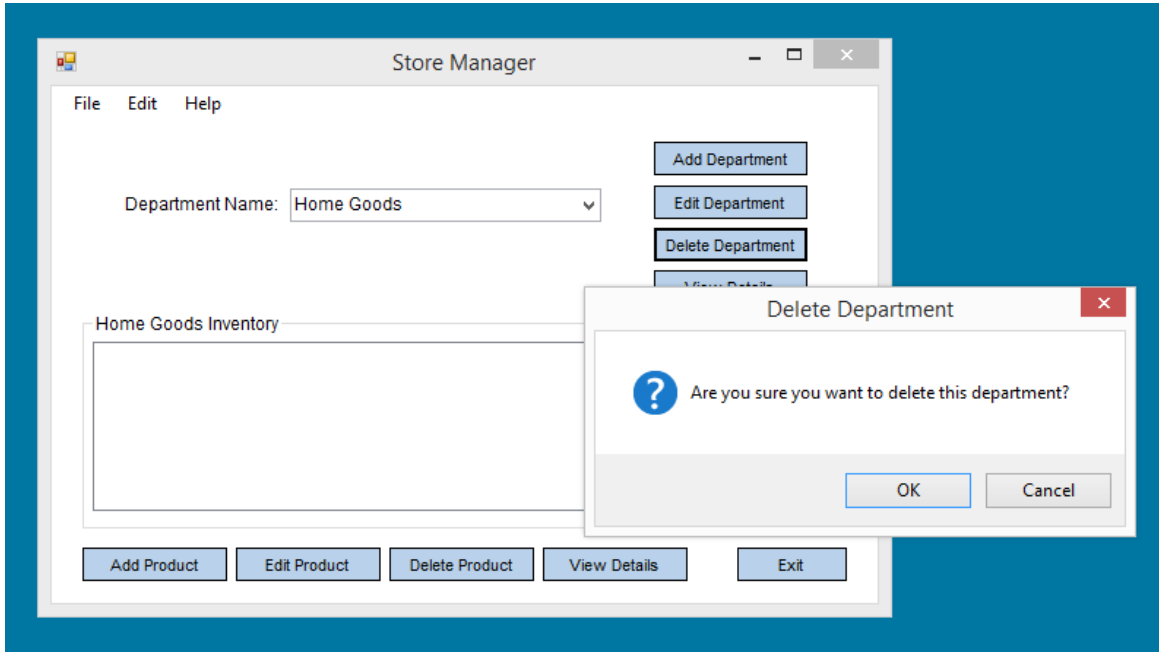 Store Manager
File Edit Help
Add Department
Department Name: Home Goods
Edit Department
Delete Department
View Details
Home Goods Inventory
Delete Department
Are you sure you want to delete this department?
OK Cancel
Add Product Edit Product Delete Product View Details Exit